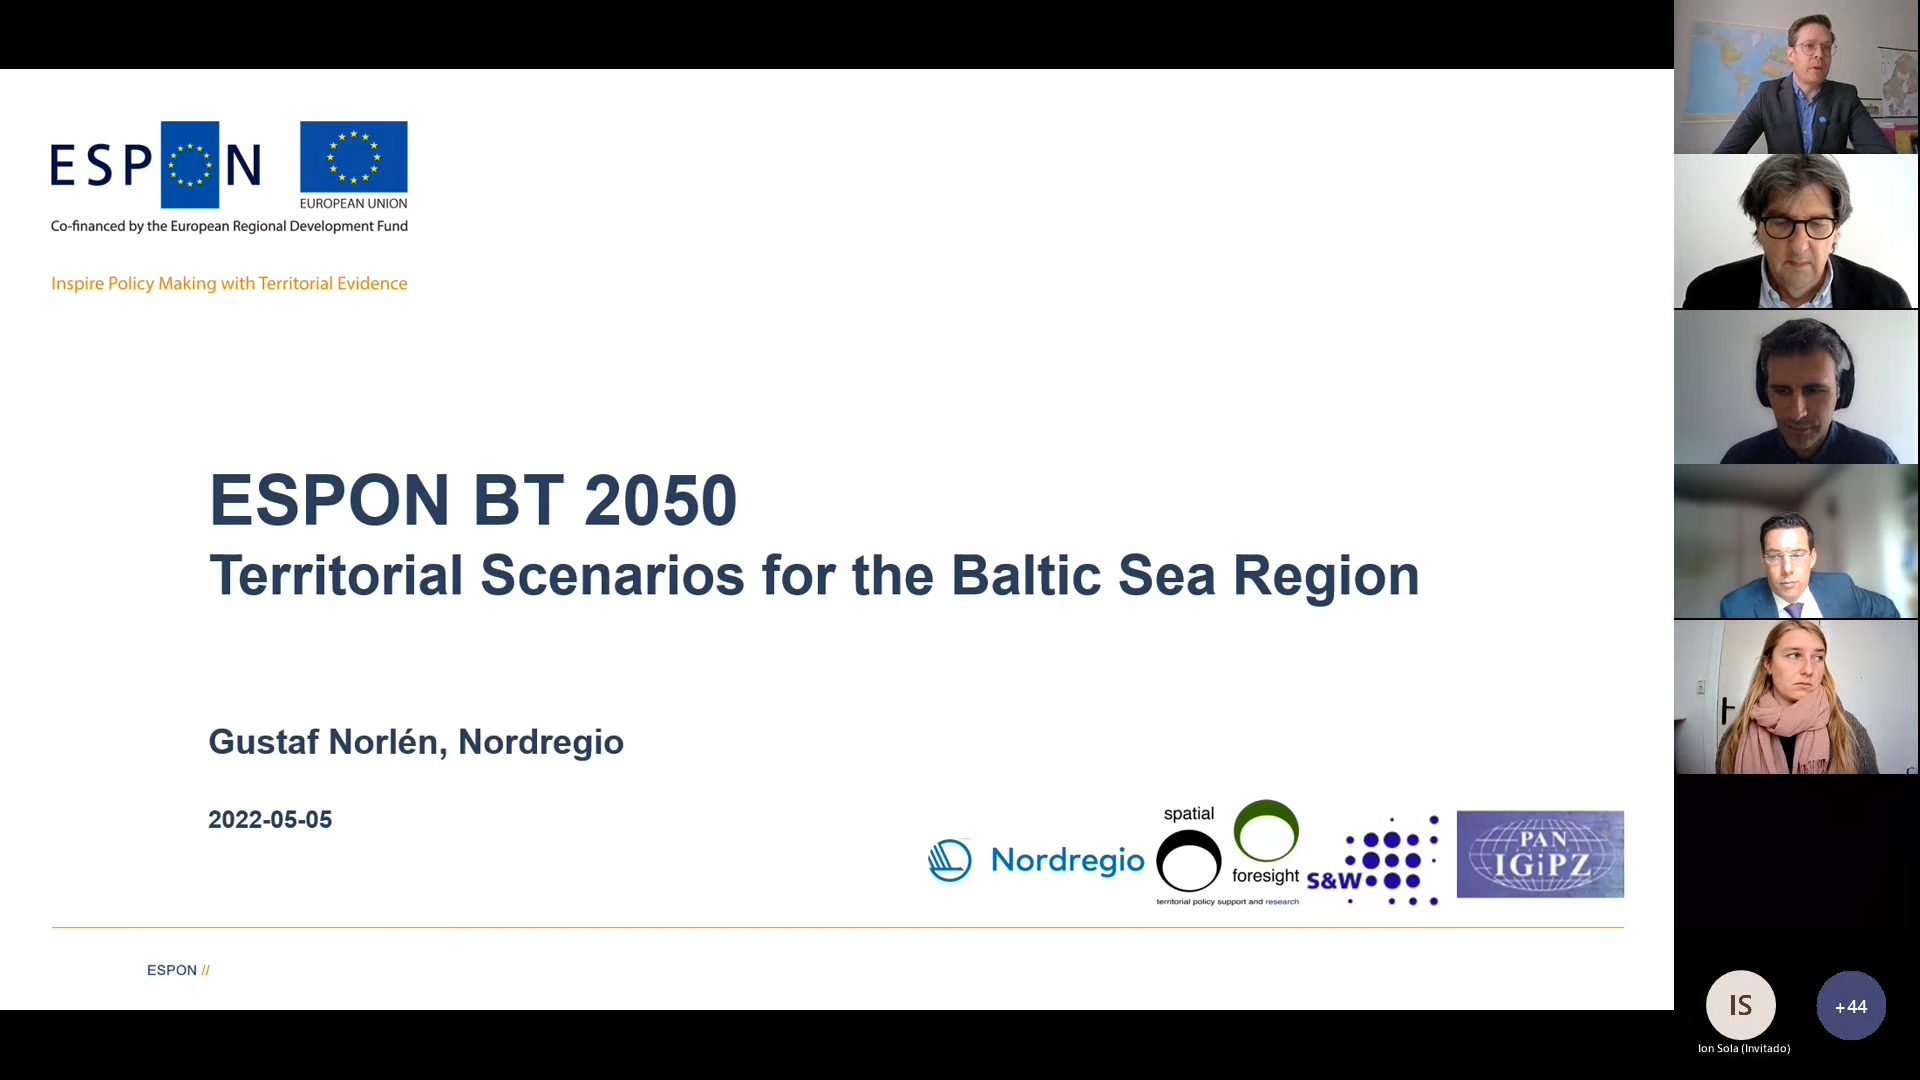 ESPON
EUROPEAN UNION
Co-financed by the European Regional Development Fund
Inspire Policy Making with Territorial Evidence
ESPON BT 2050
Territorial Scenarios for the Baltic Sea Region
Gustaf Norlén, Nordregio
2022-05-05
Nordregio
spatial
foresight
territorial policy support and research
S&W
PAN
IGiPZ
ESPON //
IS
+44
Ion Sola (Invitado)